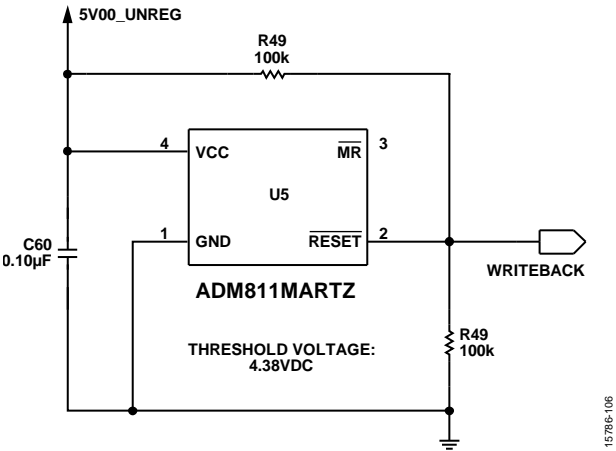 5V00_UNREG
R49
100k
4
VCC
MR
3
U5
1
GND
RESET
2
C60
0.10µF
WRITEBACK
ADM811MARTZ
THRESHOLD VOLTAGE:
4.38VDC
R49
100k
15786-106